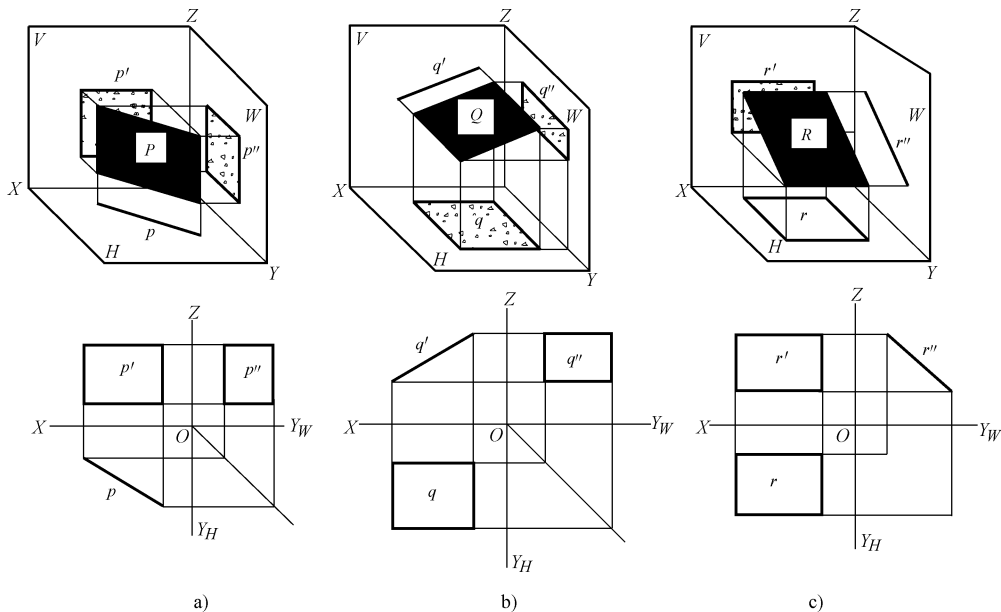 Z
V
p′
W
P
p″
X
p
H
Y
Z
V
q′
q″
Q
W
X
q
H
Y
Z
V
r′
W
R
r″
X
r
H
Y
Z
p′
p″
X
O
Y_W
p
Y_H
a)
Z
q′
q″
X
O
Y_W
q
Y_H
b)
Z
r′
r″
X
O
Y_W
r
Y_H
c)